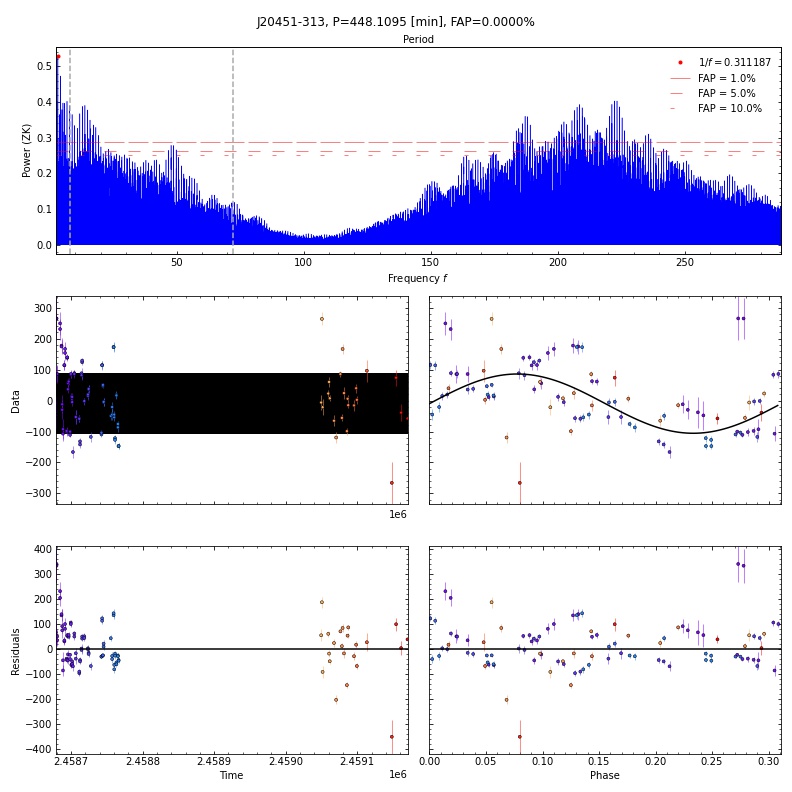 J20451-313, P=448.1095 [min], FAP=0.0000%
Period
1/f = 0.311187
FAP = 1.0%
FAP = 5.0%
FAP = 10.0%
Power (ZK)
0.5
0.4
0.3
0.2
0.1
0.0
50 100 150 200 250
Frequency f
Data
300
200
100
0
−100
−200
−300
1e6
Residuals
400
300
200
100
0
−100
−200
−300
−400
2.4587 2.4588 2.4589 2.4590 2.4591
Time
1e6
0.00 0.05 0.10 0.15 0.20 0.25 0.30
Phase